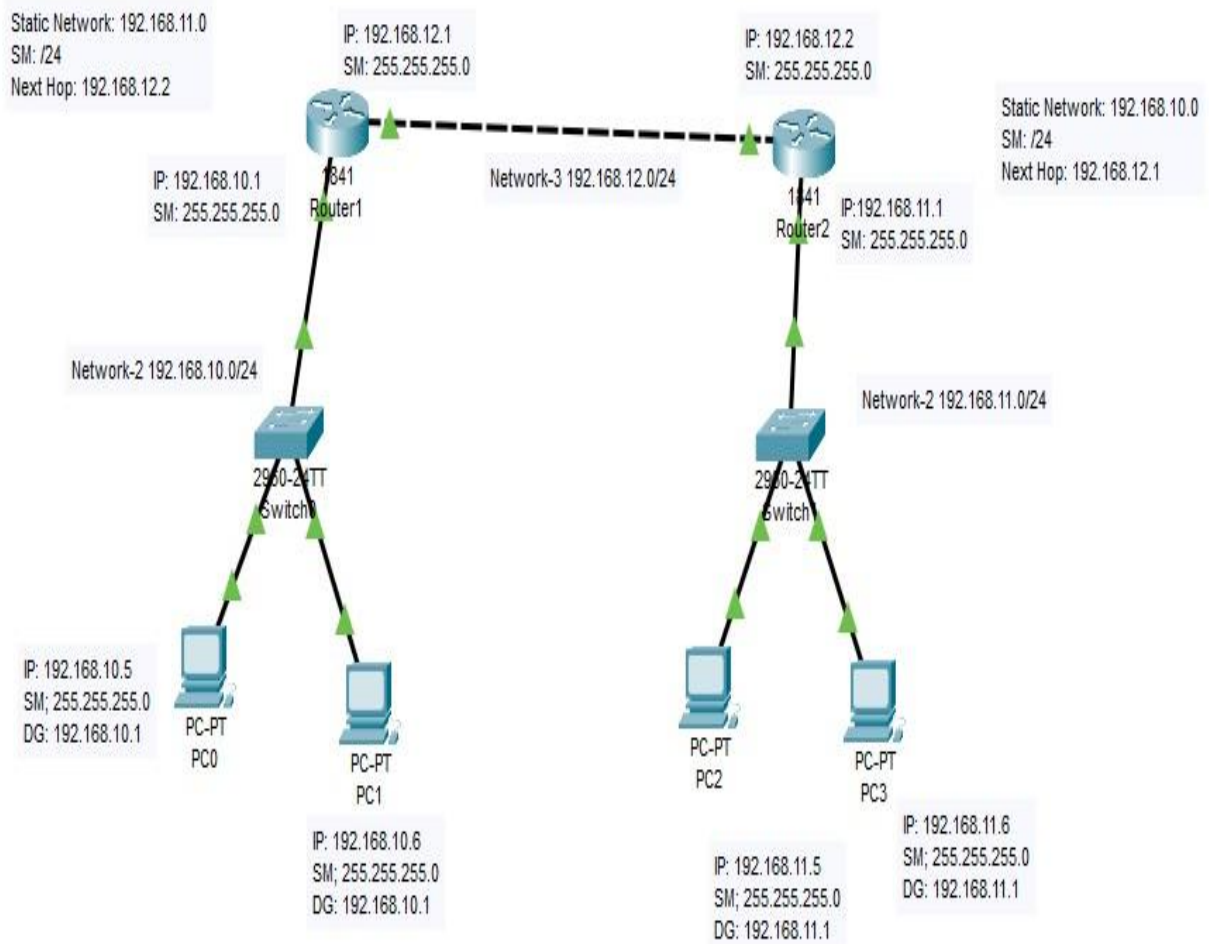 Static Network: 192.168.11.0
SM: /24
Next Hop: 192.168.12.2
IP: 192.168.12.1
SM: 255.255.255.0
IP: 192.168.12.2
SM: 255.255.255.0
Static Network: 192.168.10.0
SM: /24
Next Hop: 192.168.12.1
IP: 192.168.10.1
SM: 255.255.255.0
1841
Router1
Network-3 192.168.12.0/24
1841
Router2
IP:192.168.11.1
SM: 255.255.255.0
Network-2 192.168.10.0/24
Network-2 192.168.11.0/24
2950-24TT
Switch0
2950-24TT
Switch1
IP: 192.168.10.5
SM; 255.255.255.0
DG: 192.168.10.1
PC-PT
PC0
PC-PT
PC1
PC-PT
PC2
PC-PT
PC3
IP: 192.168.10.6
SM; 255.255.255.0
DG: 192.168.10.1
IP: 192.168.11.5
SM; 255.255.255.0
DG: 192.168.11.1
IP: 192.168.11.6
SM; 255.255.255.0
DG: 192.168.11.1